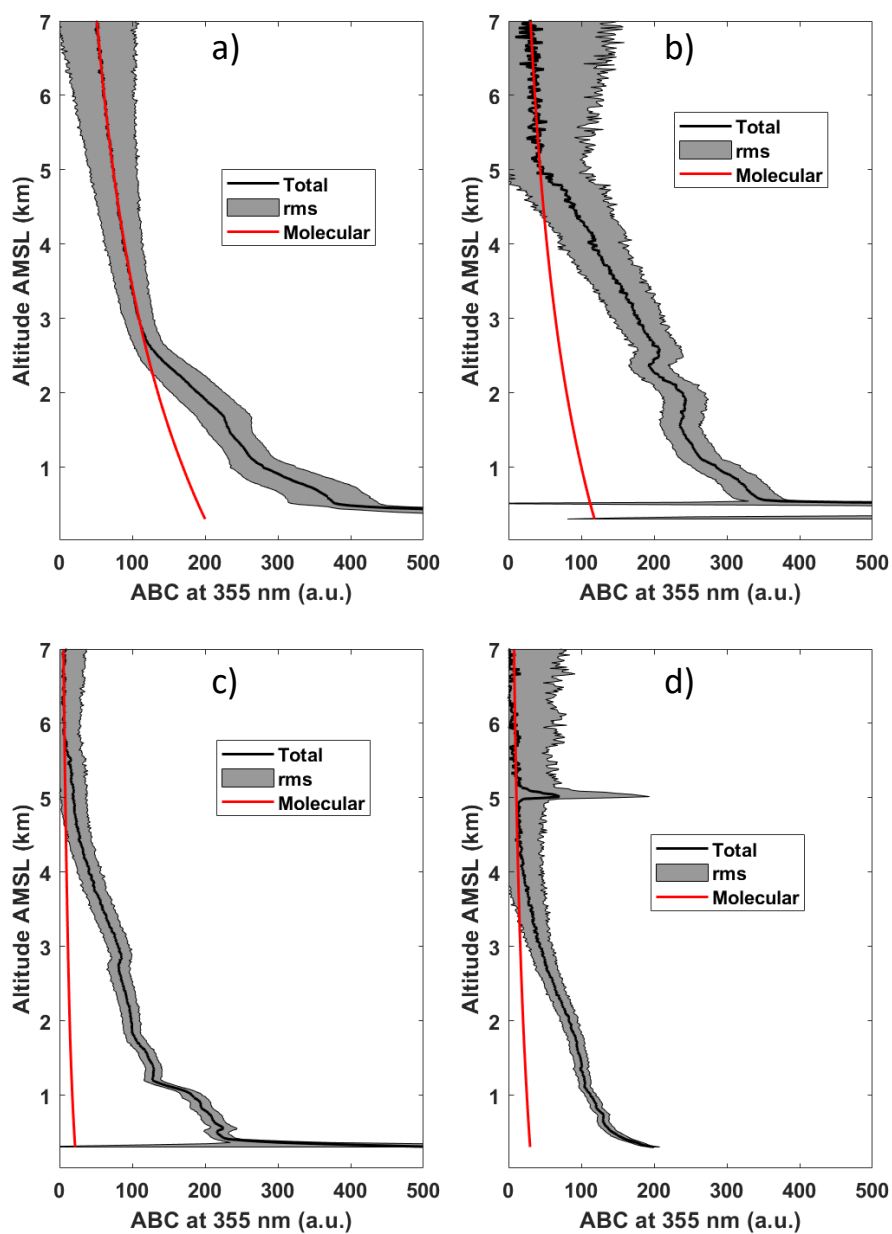 a)
7
6
5
4
3
2
1
Altitude AMSL (km)
Total
rms
Molecular
0 100 200 300 400 500
ABC at 355 nm (a.u.)
b)
7
6
5
4
3
2
1
Altitude AMSL (km)
Total
rms
Molecular
0 100 200 300 400 500
ABC at 355 nm (a.u.)
c)
7
6
5
4
3
2
1
Altitude AMSL (km)
Total
rms
Molecular
0 100 200 300 400 500
ABC at 355 nm (a.u.)
d)
7
6
5
4
3
2
1
Altitude AMSL (km)
Total
rms
Molecular
0 100 200 300 400 500
ABC at 355 nm (a.u.)